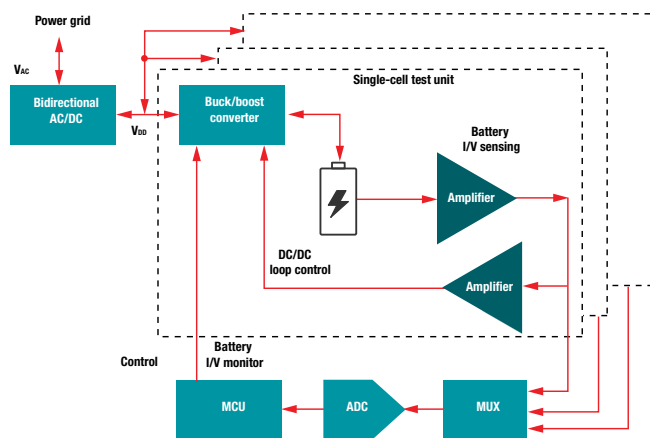 Power grid
VAC
Bidirectional
AC/DC
VDD
Single-cell test unit
Buck/boost
converter
Battery
I/V sensing
Amplifier
DC/DC
loop control
Amplifier
Control
Battery
I/V monitor
MCU
ADC
MUX